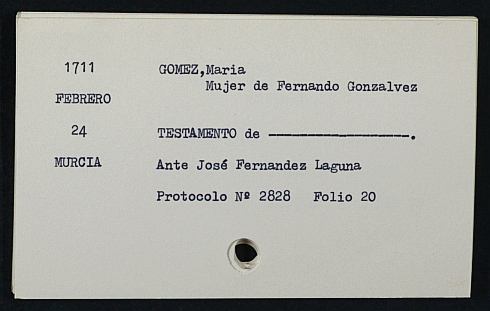 1711 GOMEZ,Maria
Mujer de Fernando Gonzalvez
FEBRERO
24 TESTAMENTO de ------------------.
MURCIA Ante José Fernandez Laguna
Protocolo Nº 2828 Folio 20